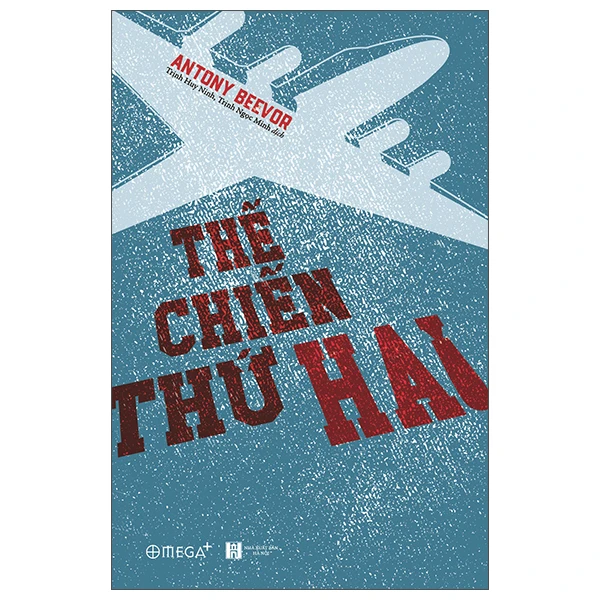 ANTONY BEEVOR
Trịnh Huy Ninh, Trịnh Ngọc Minh dịch
THẾ
CHIẾN
THỨ HAI
OMEGA+
NHÀ XUẤT BẢN
HÀ NỘI